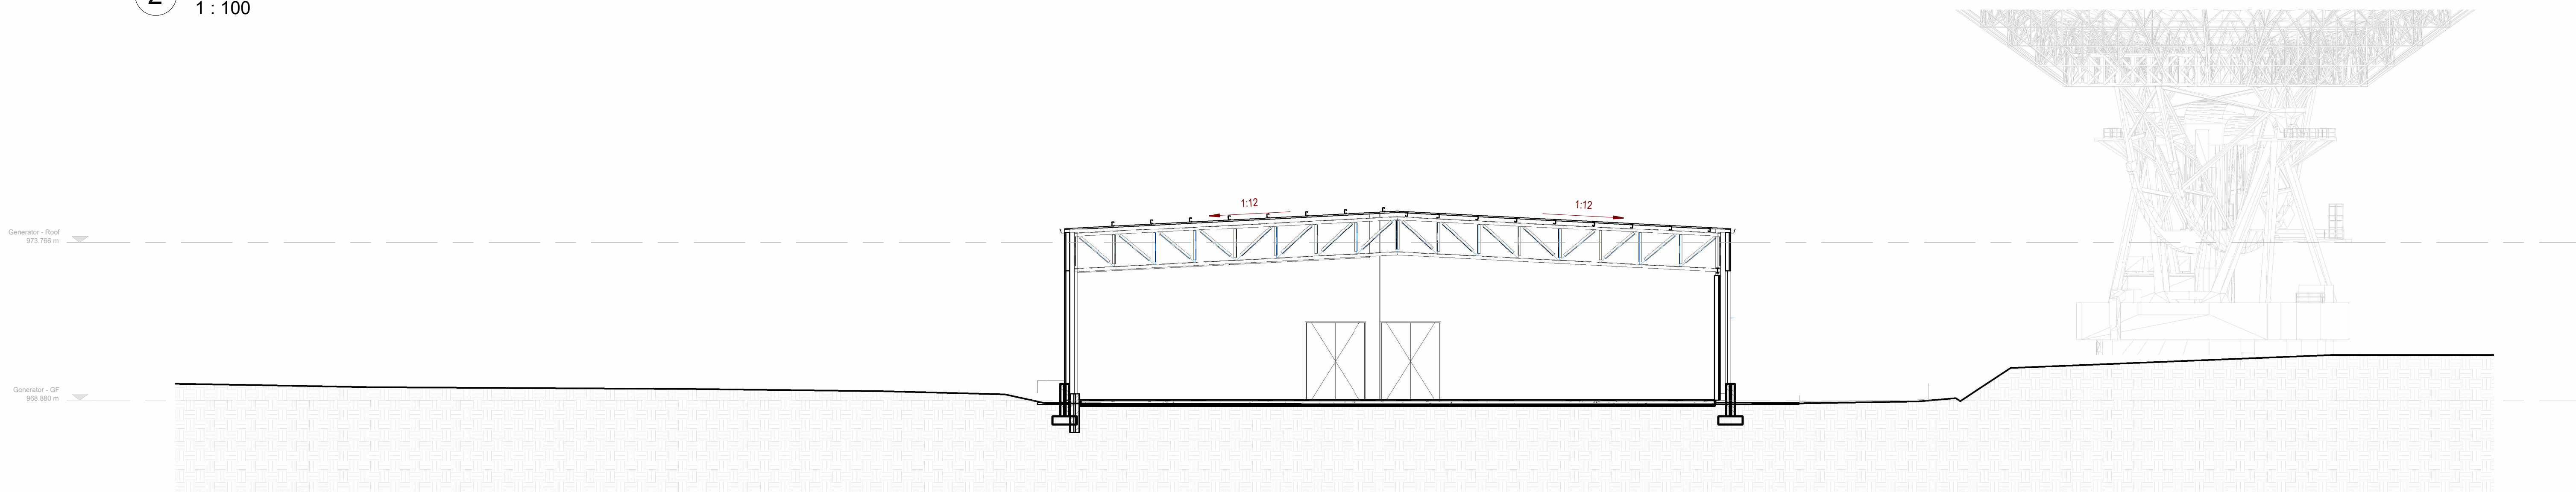 2
1 : 100
1:12
1:12
Generator - Roof
973.786 m
Generator - GF
968.880 m